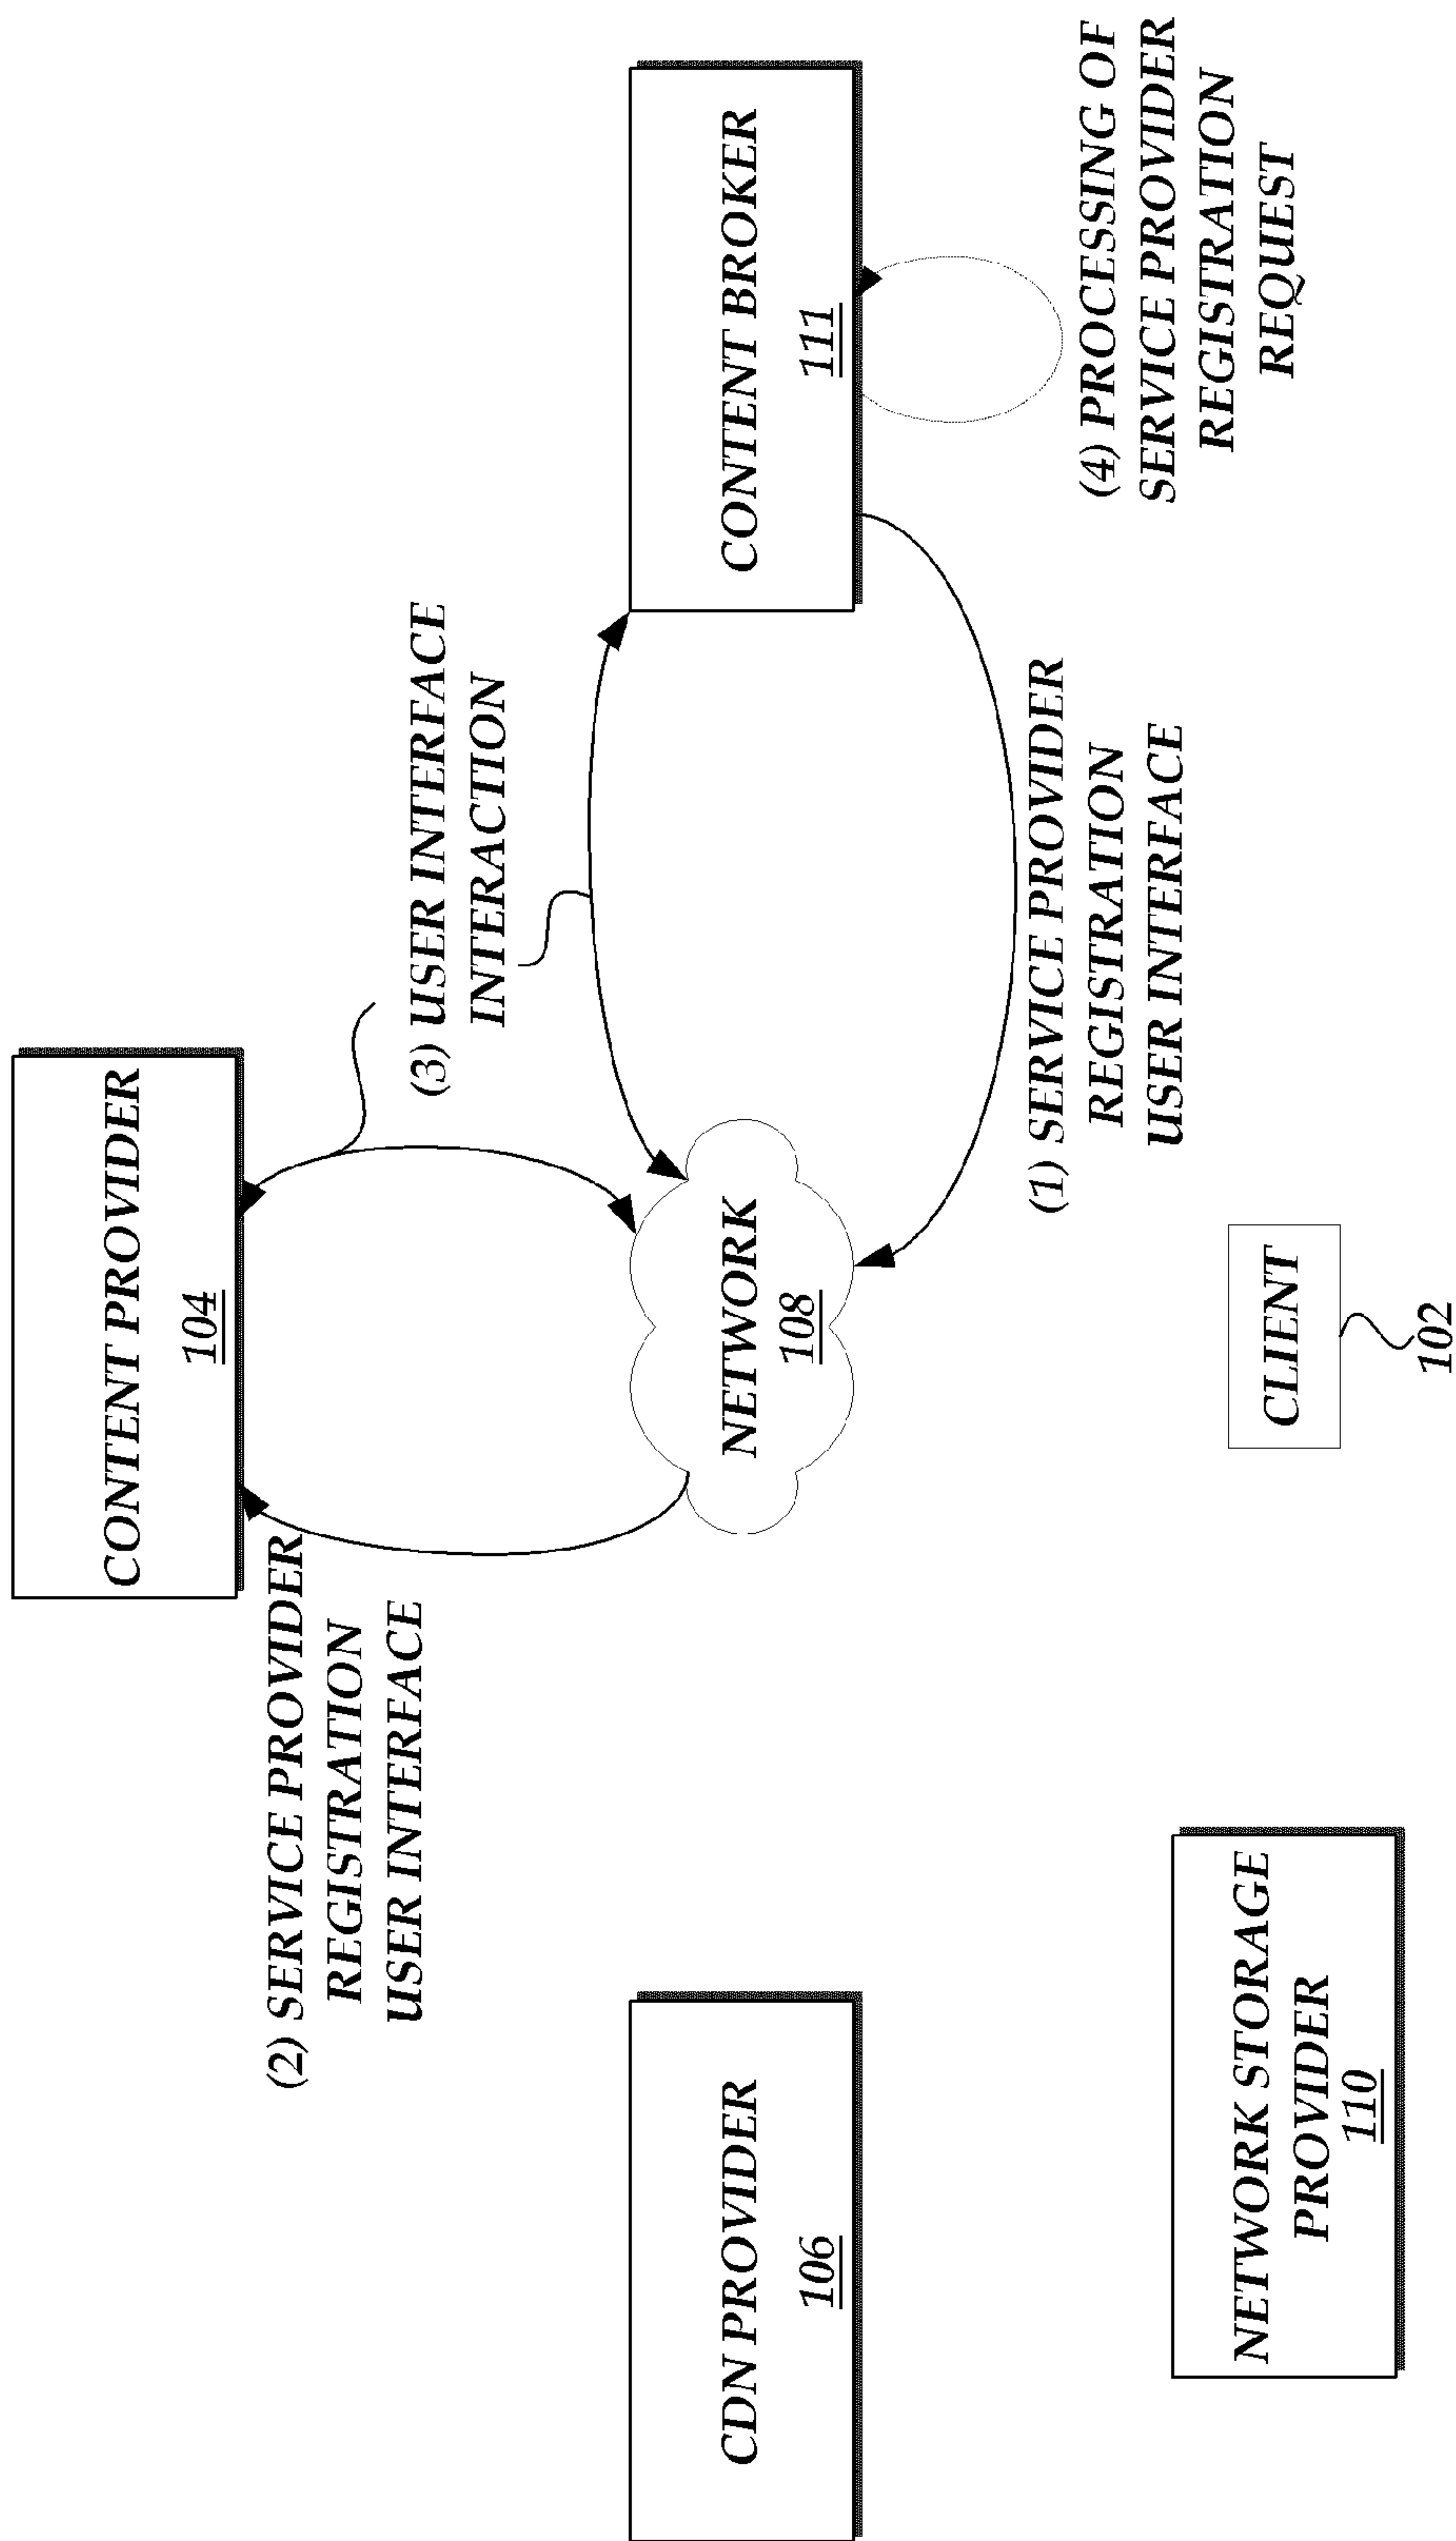 CONTENT PROVIDER
104
(2) SERVICE PROVIDER
REGISTRATION
USER INTERFACE
(3) USER INTERFACE
INTERACTION
CDN PROVIDER
106
NETWORK
108
CONTENT BROKER
111
(1) SERVICE PROVIDER
REGISTRATION
USER INTERFACE
(4) PROCESSING OF
SERVICE PROVIDER
REGISTRATION
REQUEST
NETWORK STORAGE
PROVIDER
110
CLIENT
102